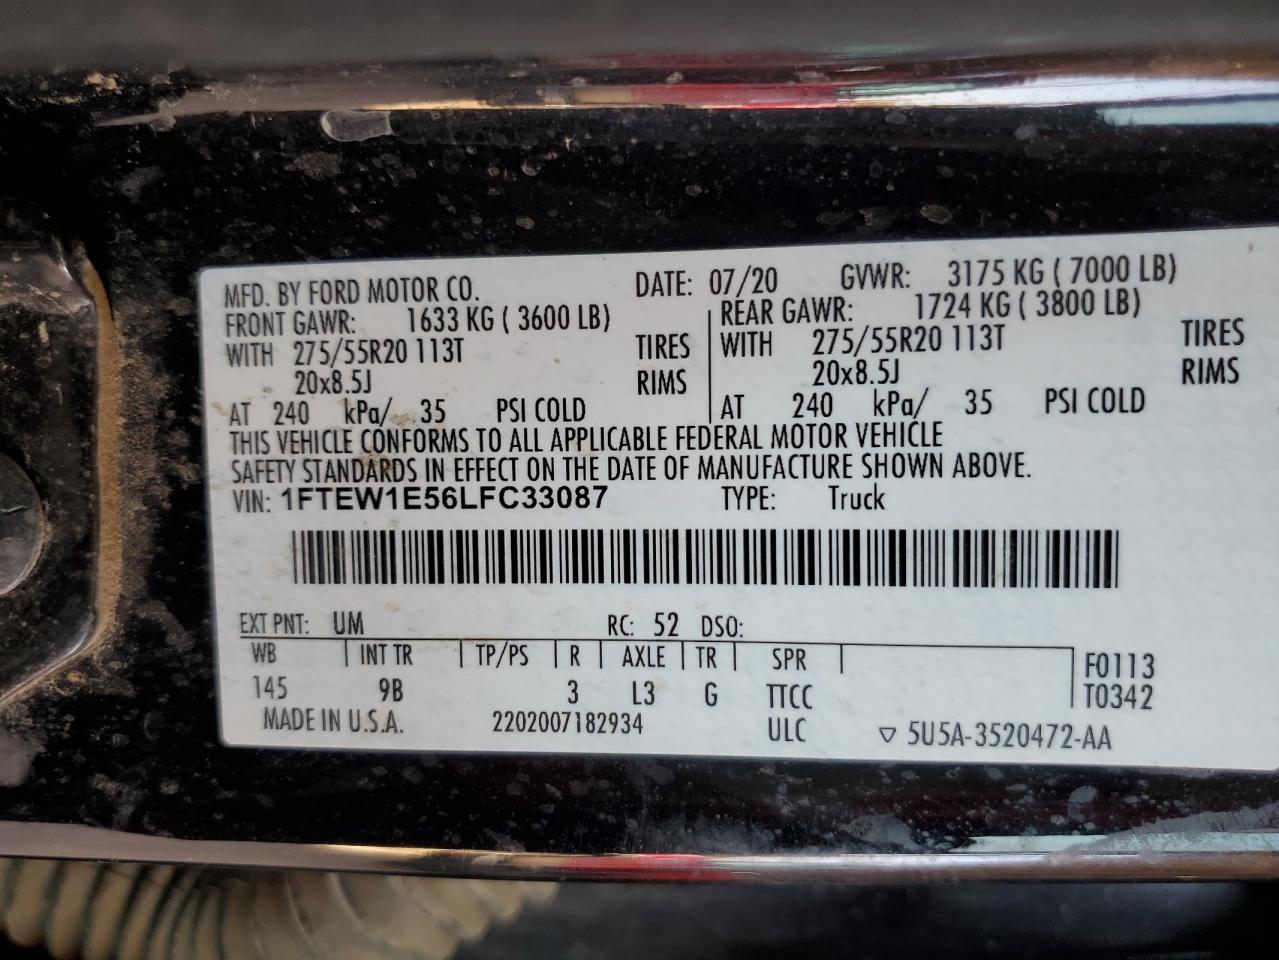 MFD. BY FORD MOTOR CO. DATE: 07/20 GVWR: 3175 KG ( 7000 LB)
FRONT GAWR: 1633 KG ( 3600 LB) REAR GAWR: 1724 KG ( 3800 LB)
WITH 275/55R20 113T TIRES WITH 275/55R20 113T TIRES
20x8.5J RIMS 20x8.5J RIMS
AT 240 kPa/ 35 PSI COLD AT 240 kPa/ 35 PSI COLD
THIS VEHICLE CONFORMS TO ALL APPLICABLE FEDERAL MOTOR VEHICLE
SAFETY STANDARDS IN EFFECT ON THE DATE OF MANUFACTURE SHOWN ABOVE.
VIN: 1FTEW1E56LFC33087 TYPE: Truck
EXT PNT: UM RC: 52 DSO:
WB INT TR TP/PS R AXLE TR SPR F0113
145 9B 3 L3 G TTCC T0342
MADE IN U.S.A. 2202007182934 ULC ▽ 5U5A-3520472-AA